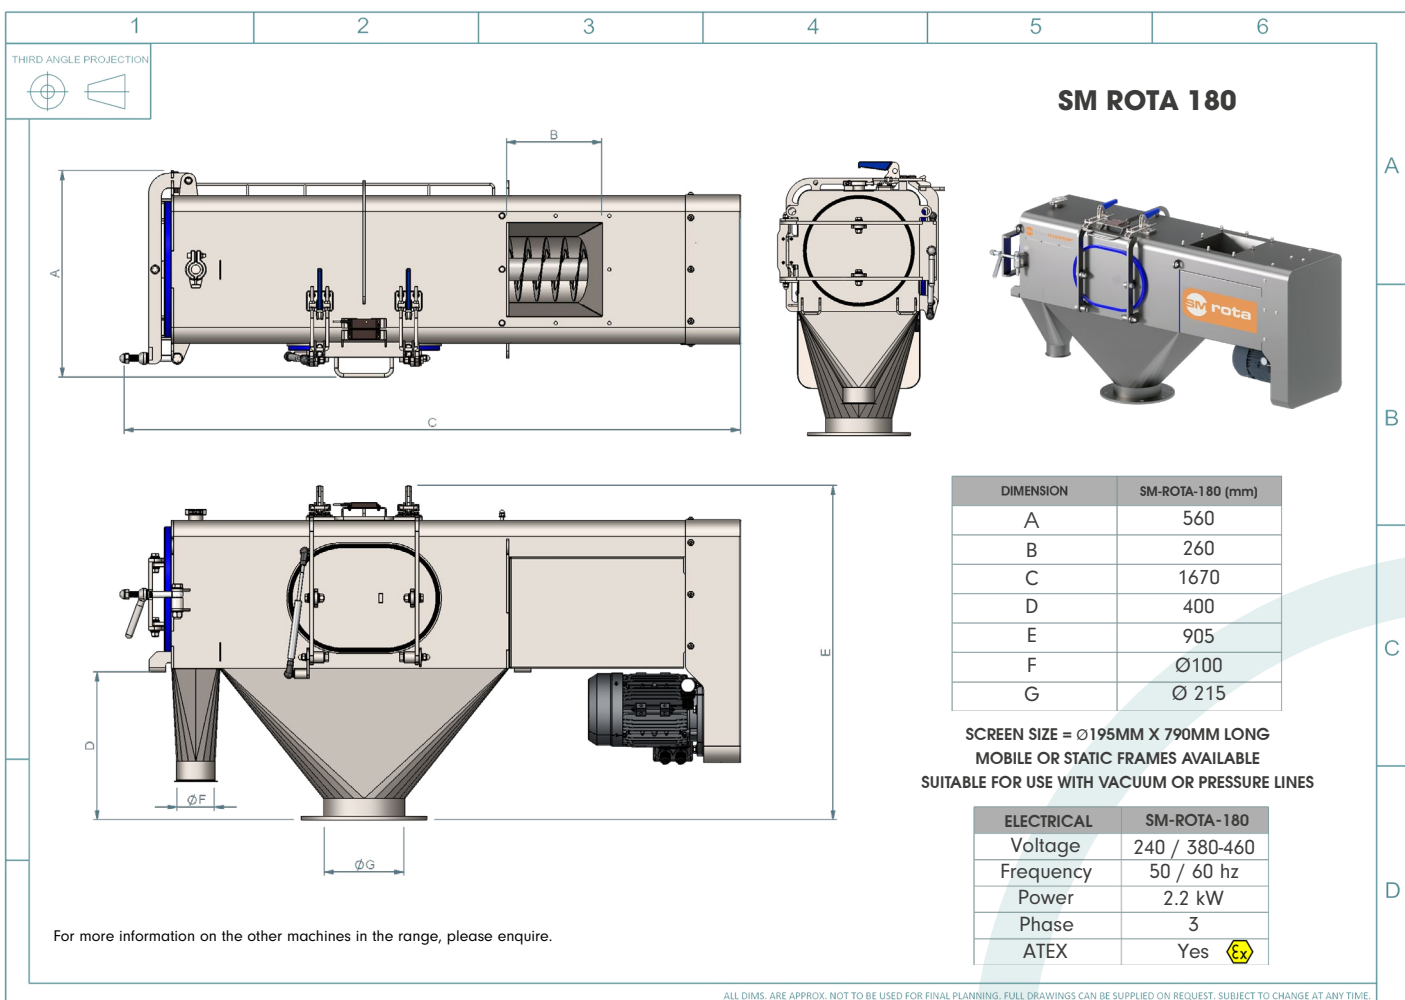 1 2 3 4 5 6
THIRD ANGLE PROJECTION
SM ROTA 180
A
B
C
D
A
B
C
SM rota
D
E
ØF
ØG
DIMENSION SM-ROTA-180 (mm)
A 560
B 260
C 1670
D 400
E 905
F Ø100
G Ø 215
SCREEN SIZE = Ø195MM X 790MM LONG
MOBILE OR STATIC FRAMES AVAILABLE
SUITABLE FOR USE WITH VACUUM OR PRESSURE LINES
ELECTRICAL SM-ROTA-180
Voltage 240 / 380-460
Frequency 50 / 60 hz
Power 2.2 kW
Phase 3
ATEX Yes Ex
For more information on the other machines in the range, please enquire.
ALL DIMS. ARE APPROX. NOT TO BE USED FOR FINAL PLANNING. FULL DRAWINGS CAN BE SUPPLIED ON REQUEST. SUBJECT TO CHANGE AT ANY TIME.